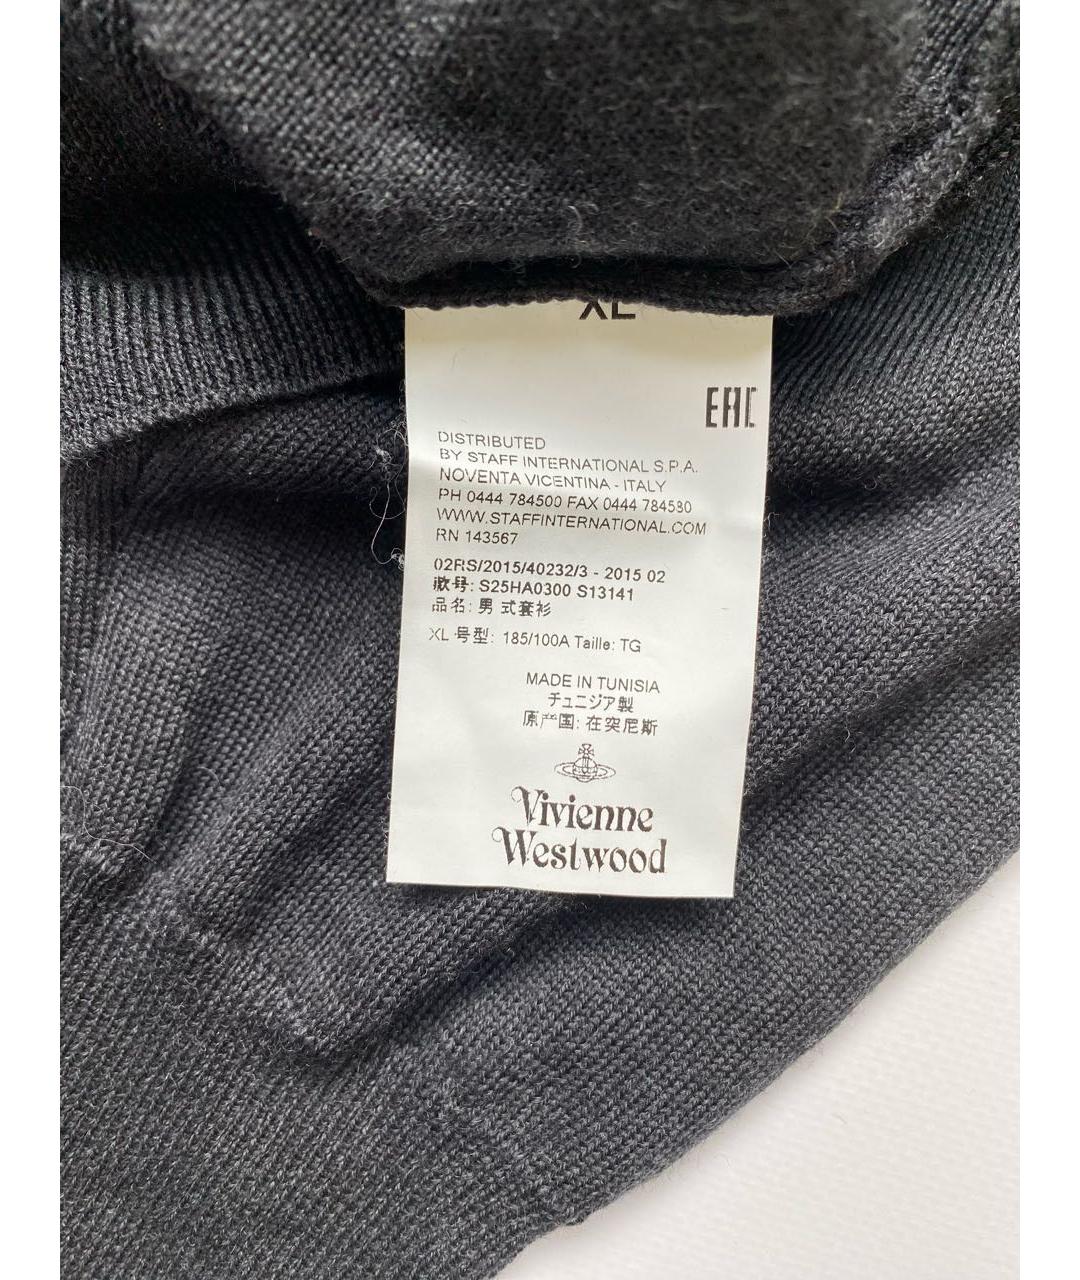 XL
EAC
DISTRIBUTED
BY STAFF INTERNATIONAL S.P.A.
NOVENTA VICENTINA - ITALY
PH 0444 784500 FAX 0444 784580
WWW.STAFFINTERNATIONAL.COM
RN 143567
02RS/2015/40232/3 - 2015 02
款号: S25HA0300 S13141
品名: 男 式套衫
XL 号型: 185/100A Taille: TG
MADE IN TUNISIA
チュニジア製
原产国: 在突尼斯
Vivienne
Westwood